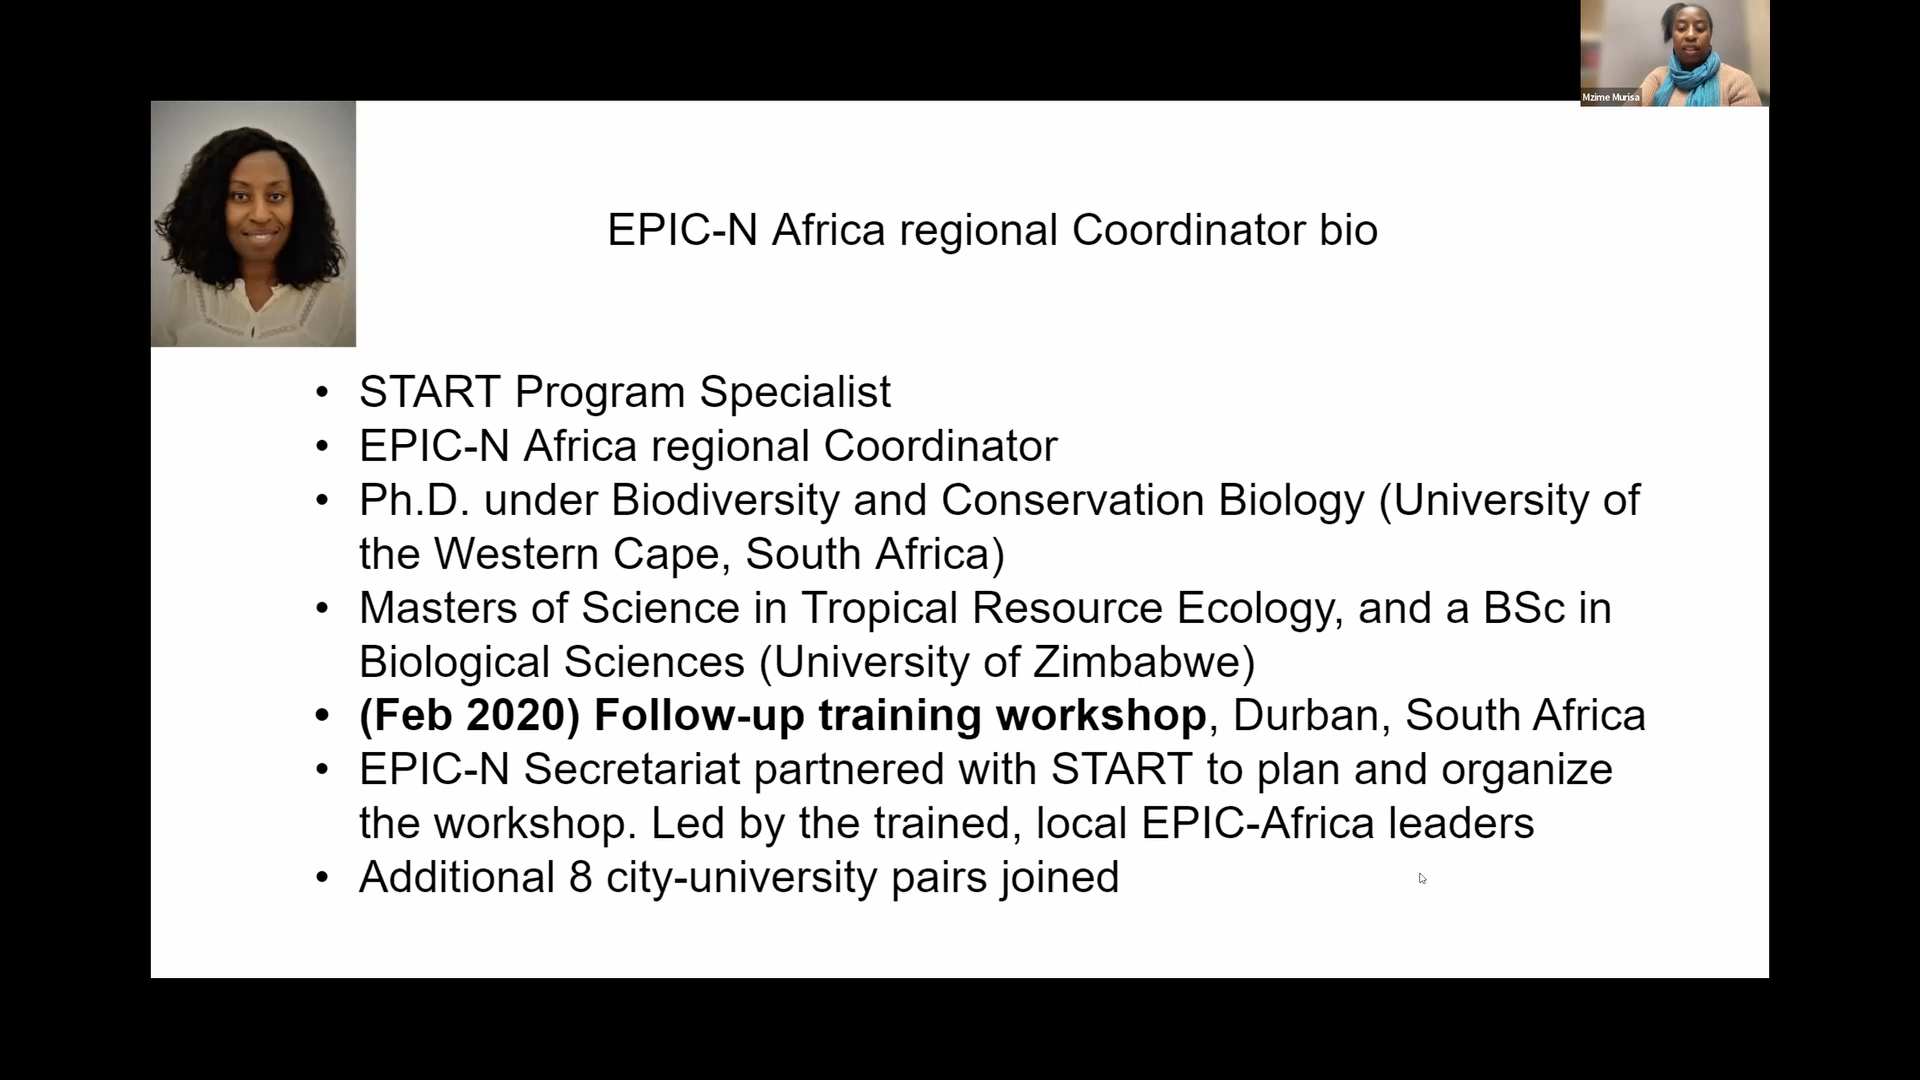 Mzime Murisa
EPIC-N Africa regional Coordinator bio
• START Program Specialist
• EPIC-N Africa regional Coordinator
• Ph.D. under Biodiversity and Conservation Biology (University of
the Western Cape, South Africa)
• Masters of Science in Tropical Resource Ecology, and a BSc in
Biological Sciences (University of Zimbabwe)
• (Feb 2020) Follow-up training workshop, Durban, South Africa
• EPIC-N Secretariat partnered with START to plan and organize
the workshop. Led by the trained, local EPIC-Africa leaders
• Additional 8 city-university pairs joined